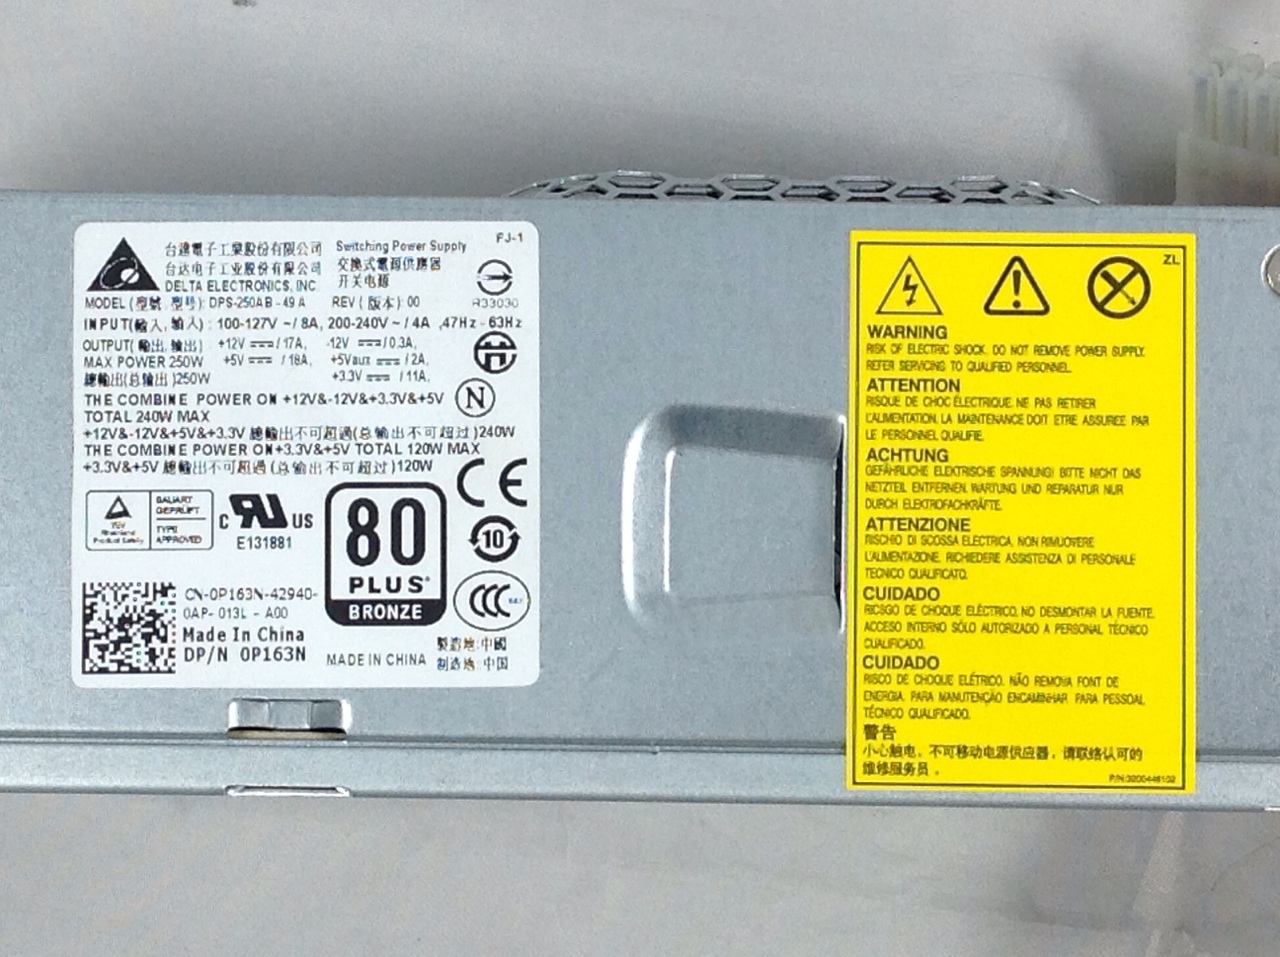 FJ-1
台達電子工業股份有限公司 Switching Power Supply
台达电子工业股份有限公司 交換式電源供應器
DELTA ELECTRONICS, INC. 开关电源
MODEL (型號, 型号): DPS-250AB-49 A REV (版本): 00 R33030
INPUT(輸入, 输入) : 100-127V ~/ 8A, 200-240V ~ / 4A ,47Hz - 63Hz
OUTPUT( 輸出, 输出) +12V / 17A, -12V / 0.3A,
MAX POWER 250W +5V / 18A, +5Vaux / 2A,
總輸出(总输出)250W +3.3V / 11A,
THE COMBINE POWER ON +12V&-12V&+3.3V&+5V
TOTAL 240W MAX
N
+12V&-12V&+5V&+3.3V 總輸出不可超過(总输出不可超过)240W
THE COMBINE POWER ON+3.3V&+5V TOTAL 120W MAX
+3.3V&+5V 總輸出不可超過 (总输出不可超过)120W
CE
TÜV
Rheinland
Product Safety
BAUART
GEPRÜFT
TYPE
APPROVED
c RU US
E131881
80
PLUS
BRONZE
10
CCC
S&E
CN-0P163N-42940-
0AP- 013L - A00
Made In China
DP/N 0P163N
MADE IN CHINA
製造地:中國
制造地:中国
ZL
WARNING
RISK OF ELECTRIC SHOCK. DO NOT REMOVE POWER SUPPLY.
REFER SERVICING TO QUALIFIED PERSONNEL.
ATTENTION
RISQUE DE CHOC ÉLECTRIQUE. NE PAS RETIRER
L'ALIMENTATION. LA MAINTENANCE DOIT ETRE ASSUREE PAR
LE PERSONNEL QUALIFIE.
ACHTUNG
GEFÄHRLICHE ELEKTRISCHE SPANNUNG! BITTE NICHT DAS
NETZTEIL ENTFERNEN. WARTUNG UND REPARATUR NUR
DURCH ELEKTROFACHKRÄFTE.
ATTENZIONE
RISCHIO DI SCOSSA ELECTRICA, NON RIMUOVERE
L'ALIMENTAZIONE. RICHIEDERE ASSISTENZA DI PERSONALE
TECNICO QUALIFICATO.
CUIDADO
RICSGO DE CHOQUE ELÉCTRICO, NO DESMONTAR LA FUENTE.
ACCESO INTERNO SÓLO AUTORIZADO A PERSONAL TÉCNICO
CUALIFICADO.
CUIDADO
RISCO DE CHOQUE ELÉTRICO. NÃO REMOVA FONT DE
ENERGIA. PARA MANUTENÇÃO ENCAMINHAR PARA PESSOAL
TÉCNICO QUALIFICADO.
警告
小心触电，不可移动电源供应器，请联络认可的
维修服务员。
P/N:3200446102